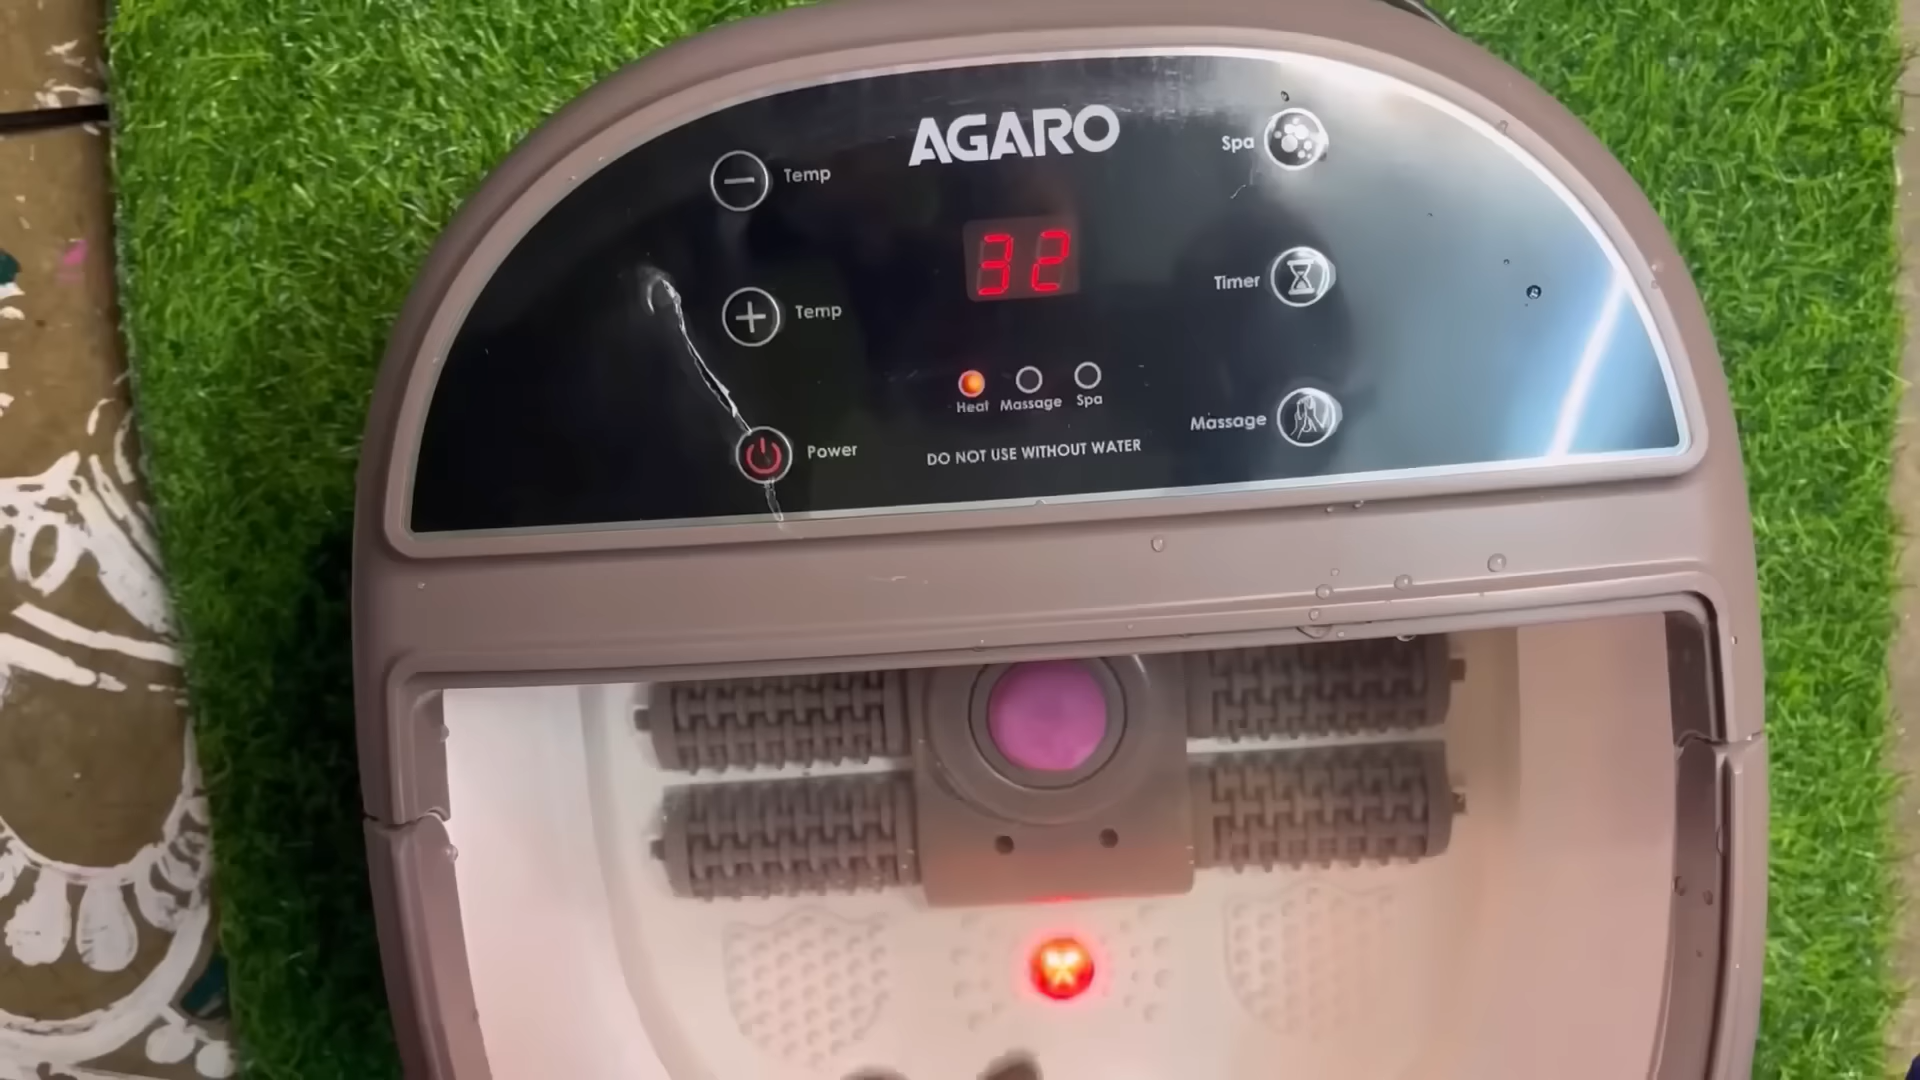 AGARO
Temp
Spa
32
Temp
Timer
Heat Massage Spa
Massage
Power
DO NOT USE WITHOUT WATER